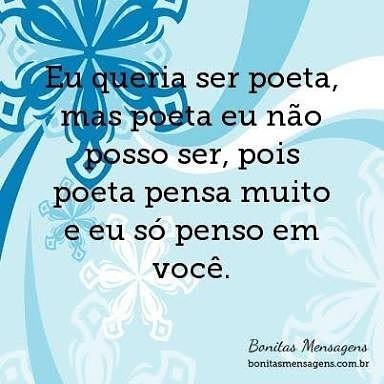 Eu queria ser poeta,
mas poeta eu não
posso ser, pois
poeta pensa muito
e eu só penso em
você.
Bonitas Mensagens
bonitasmensagens.com.br